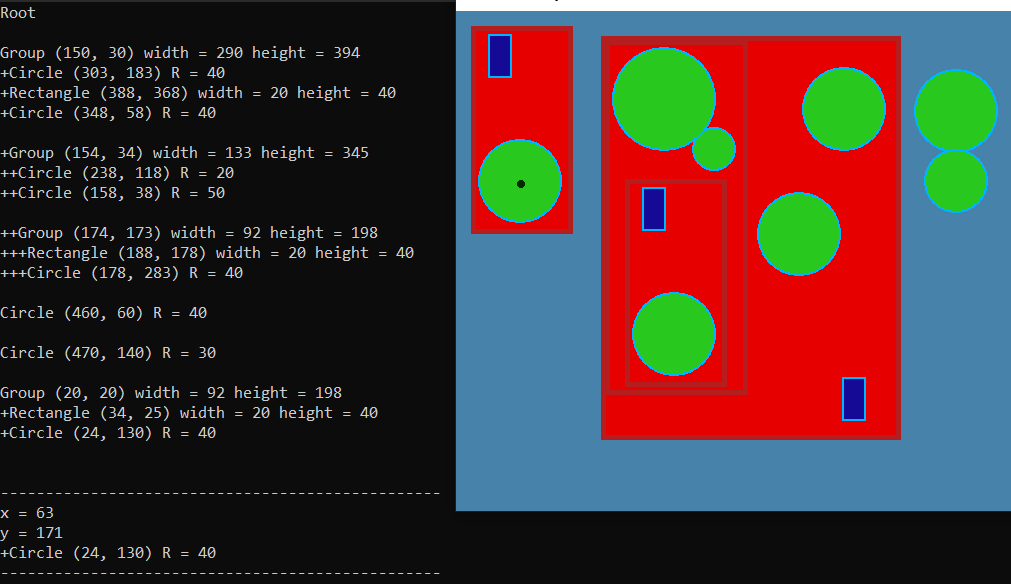 Root
Group (150, 30) width = 290 height = 394
+Circle (303, 183) R = 40
+Rectangle (388, 368) width = 20 height = 40
+Circle (348, 58) R = 40
+Group (154, 34) width = 133 height = 345
++Circle (238, 118) R = 20
++Circle (158, 38) R = 50
++Group (174, 173) width = 92 height = 198
+++Rectangle (188, 178) width = 20 height = 40
+++Circle (178, 283) R = 40
Circle (460, 60) R = 40
Circle (470, 140) R = 30
Group (20, 20) width = 92 height = 198
+Rectangle (34, 25) width = 20 height = 40
+Circle (24, 130) R = 40
-------------------------------------------------
x = 63
y = 171
+Circle (24, 130) R = 40
-------------------------------------------------